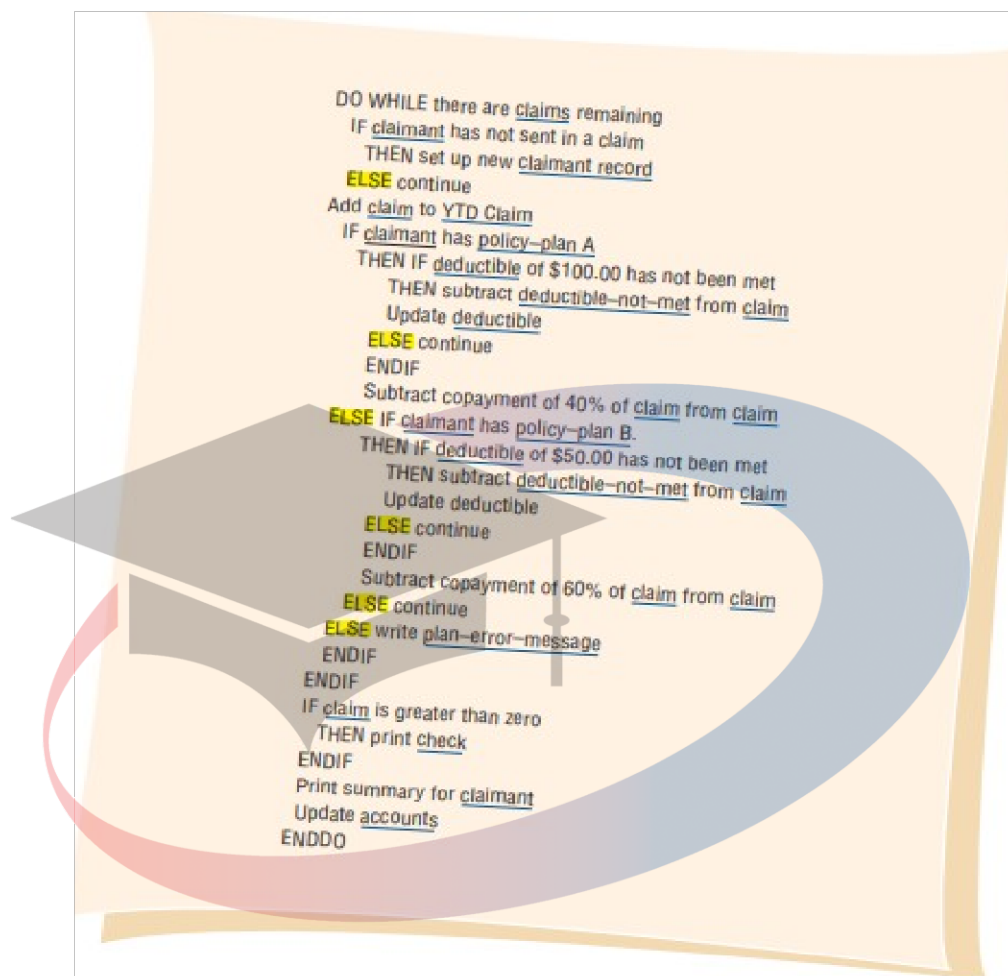 DO WHILE there are claims remaining
IF claimant has not sent in a claim
THEN set up new claimant record
ELSE continue
Add claim to YTD Claim
IF claimant has policy–plan A
THEN IF deductible of $100.00 has not been met
THEN subtract deductible–not–met from claim
Update deductible
ELSE continue
ENDIF
Subtract copayment of 40% of claim from claim
ELSE IF claimant has policy–plan B.
THEN IF deductible of $50.00 has not been met
THEN subtract deductible–not–met from claim
Update deductible
ELSE continue
ENDIF
Subtract copayment of 60% of claim from claim
ELSE continue
ELSE write plan–error–message
ENDIF
ENDIF
IF claim is greater than zero
THEN print check
ENDIF
Print summary for claimant
Update accounts
ENDDO